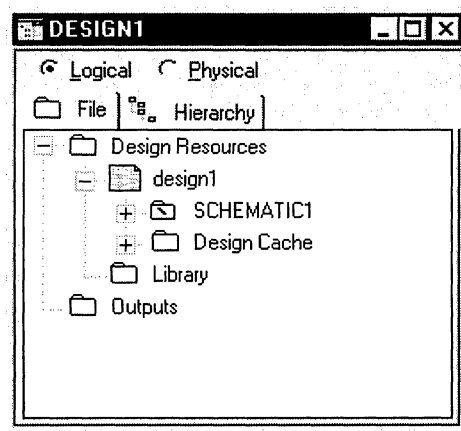 DESIGN1
Logical Physical
File Hierarchy
Design Resources
design1
SCHEMATIC1
Design Cache
Library
Outputs